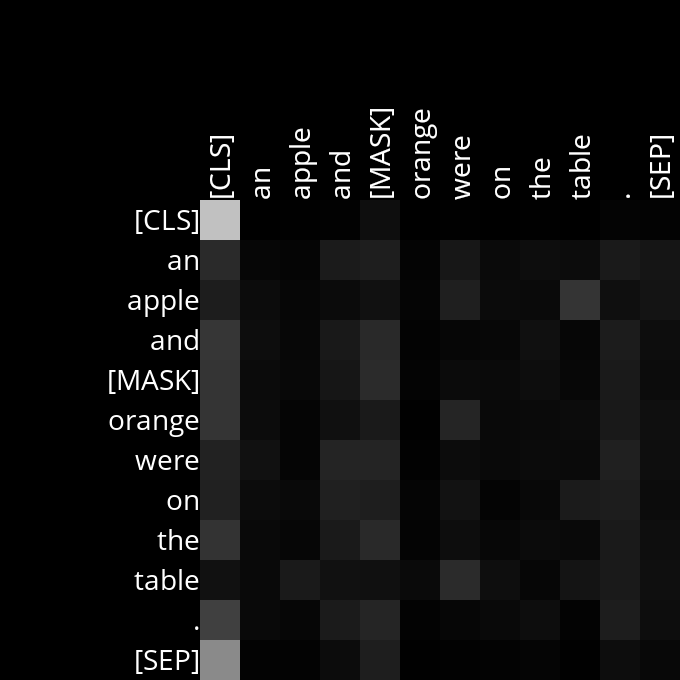 [CLS] an apple and [MASK] orange were on the table . [SEP]
[CLS]
an
apple
and
[MASK]
orange
were
on
the
table
.
[SEP]